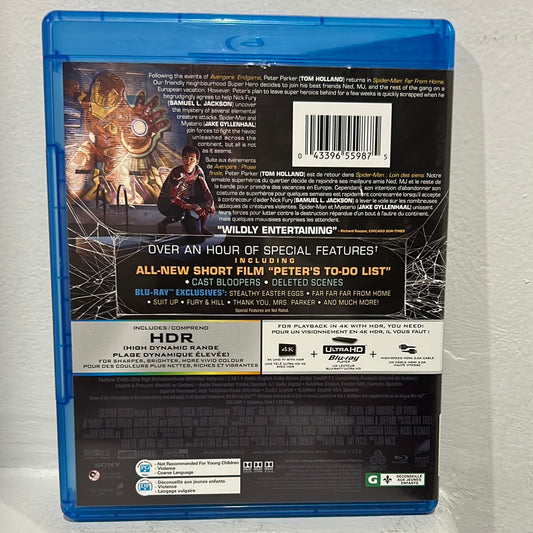 Following the events of Avengers: Endgame, Peter Parker (TOM HOLLAND) returns in Spider-Man: Far From Home.
Our friendly neighbourhood Super Hero decides to join his best friends Ned, MJ, and the rest of the gang on a
European vacation. However, Peter's plan to leave super heroics behind for a few weeks is quickly scrapped when he
begrudgingly agrees to help Nick Fury
(SAMUEL L. JACKSON) uncover
the mystery of several elemental
creature attacks. Spider-Man and
Mysterio (JAKE GYLLENHAAL)
join forces to fight the havoc
unleashed across the
continent, but all is not
as it seems.
0 43396 55987 5
Suite aux événements
de Avengers : Phase
finale, Peter Parker (TOM HOLLAND) est de retour dans Spider-Man : Loin des siens. Notre
aimable superhéros du quartier décide de rejoindre ses meilleurs amis Ned, MJ et le reste de
la bande pour prendre des vacances en Europe. Cependant, son intention d'abandonner son
costume de superhéros pour quelques semaines est rapidement contrecarrée lorsqu'il accepte
à contrecœur d'aider Nick Fury (SAMUEL L. JACKSON) à lever le voile sur les nombreuses
attaques de créatures violentes. Spider-Man et Mysterio (JAKE GYLLENHAAL) unissent
leurs forces pour lutter contre la destruction répandue d'un bout à l'autre du continent,
mais quelques mauvaises surprises les attendent.
"WILDLY ENTERTAINING" - Richard Roeper, CHICAGO SUN-TIMES
OVER AN HOUR OF SPECIAL FEATURES†
INCLUDING
ALL-NEW SHORT FILM "PETER'S TO-DO LIST"
• CAST BLOOPERS • DELETED SCENES
BLU-RAY™ EXCLUSIVES†: STEALTHY EASTER EGGS • FAR FAR FAR FROM HOME
• SUIT UP • FURY & HILL • THANK YOU, MRS. PARKER • AND MUCH MORE!
Special Features are Not Rated.
INCLUDES/COMPREND
HDR
(HIGH DYNAMIC RANGE
PLAGE DYNAMIQUE ÉLEVÉE)
FOR SHARPER, BRIGHTER, MORE VIVID COLOUR
POUR DES COULEURS PLUS NETTES, RICHES ET VIBRANTES
FOR PLAYBACK IN 4K WITH HDR, YOU NEED:
POUR UN VISIONNEMENT EN 4K HDR, IL VOUS FAUT :
4K + ULTRA HD Blu-ray +
SONY
- Not Recommended For Young Children
- Violence
- Coarse Language
- Déconseillé aux jeunes enfants
- Violence
- Langage vulgaire
G DÉCONSEILLÉ
AUX JEUNES
ENFANTS